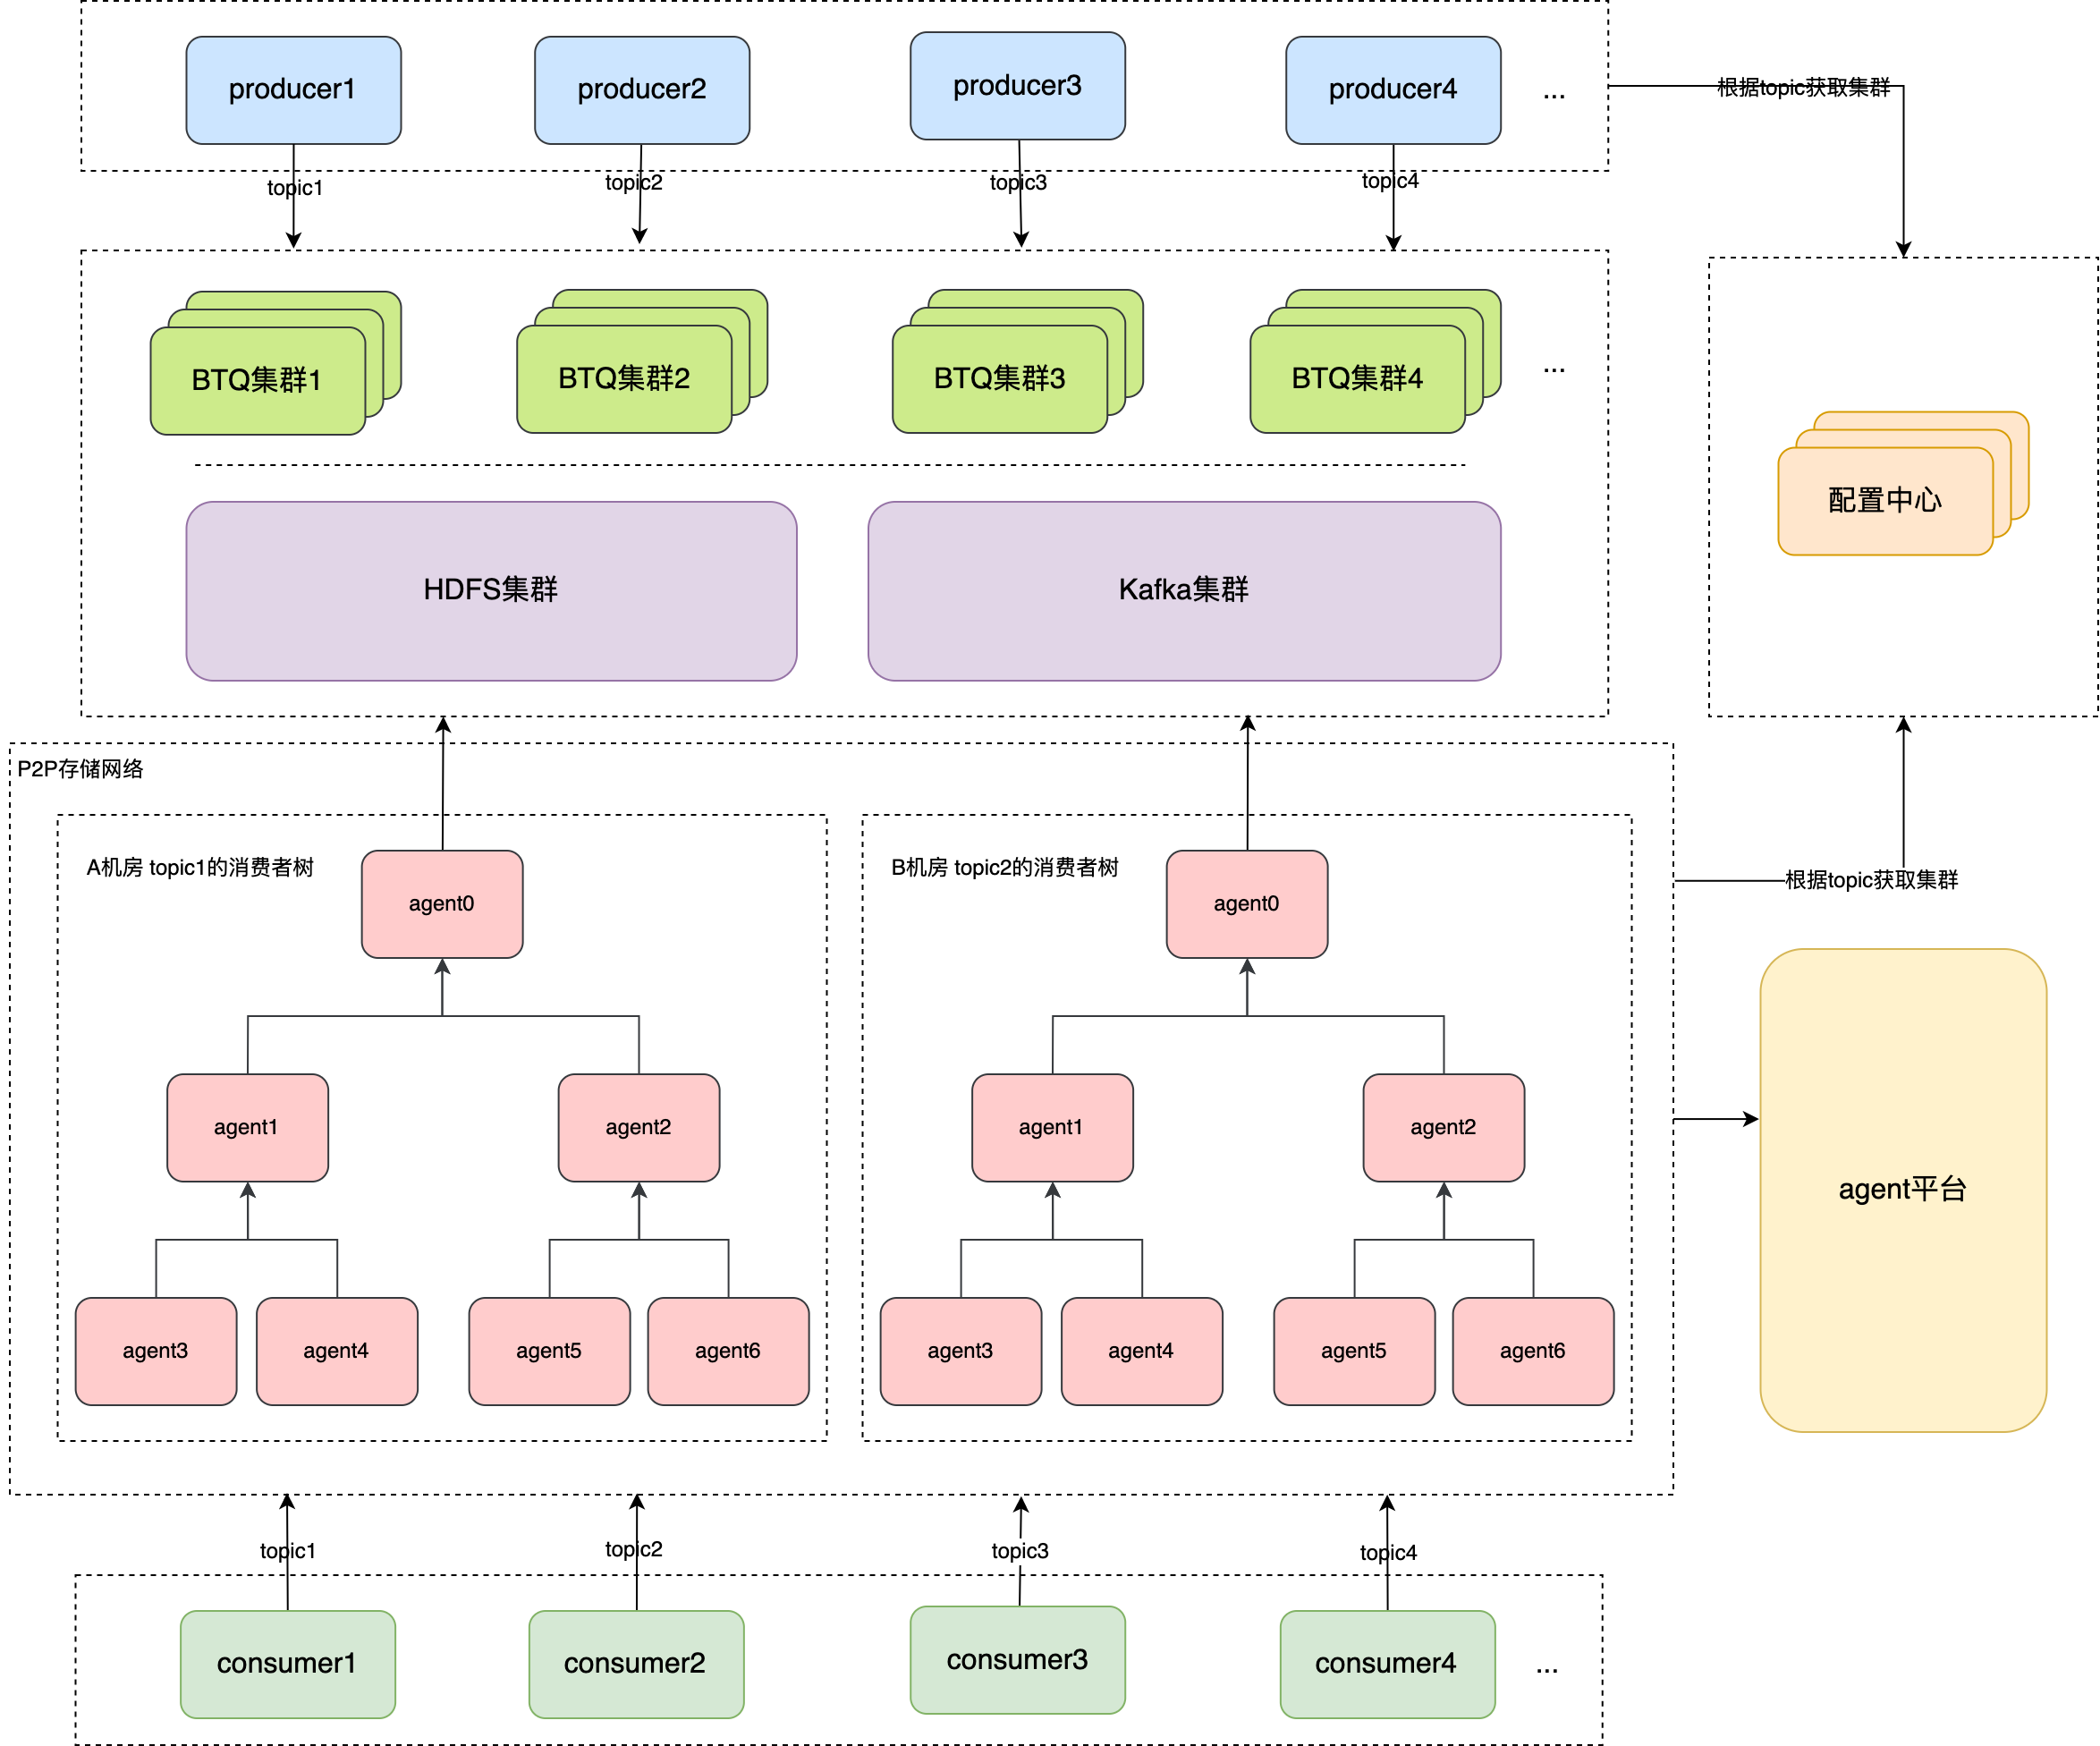 producer1
producer2
producer3
producer4
...
根据topic获取集群
topic1
topic2
topic3
topic4
BTQ集群1
BTQ集群2
BTQ集群3
BTQ集群4
...
配置中心
HDFS集群
Kafka集群
P2P存储网络
A机房 topic1的消费者树
agent0
agent1
agent2
agent3
agent4
agent5
agent6
B机房 topic2的消费者树
agent0
agent1
agent2
agent3
agent4
agent5
agent6
根据topic获取集群
agent平台
topic1
topic2
topic3
topic4
consumer1
consumer2
consumer3
consumer4
...